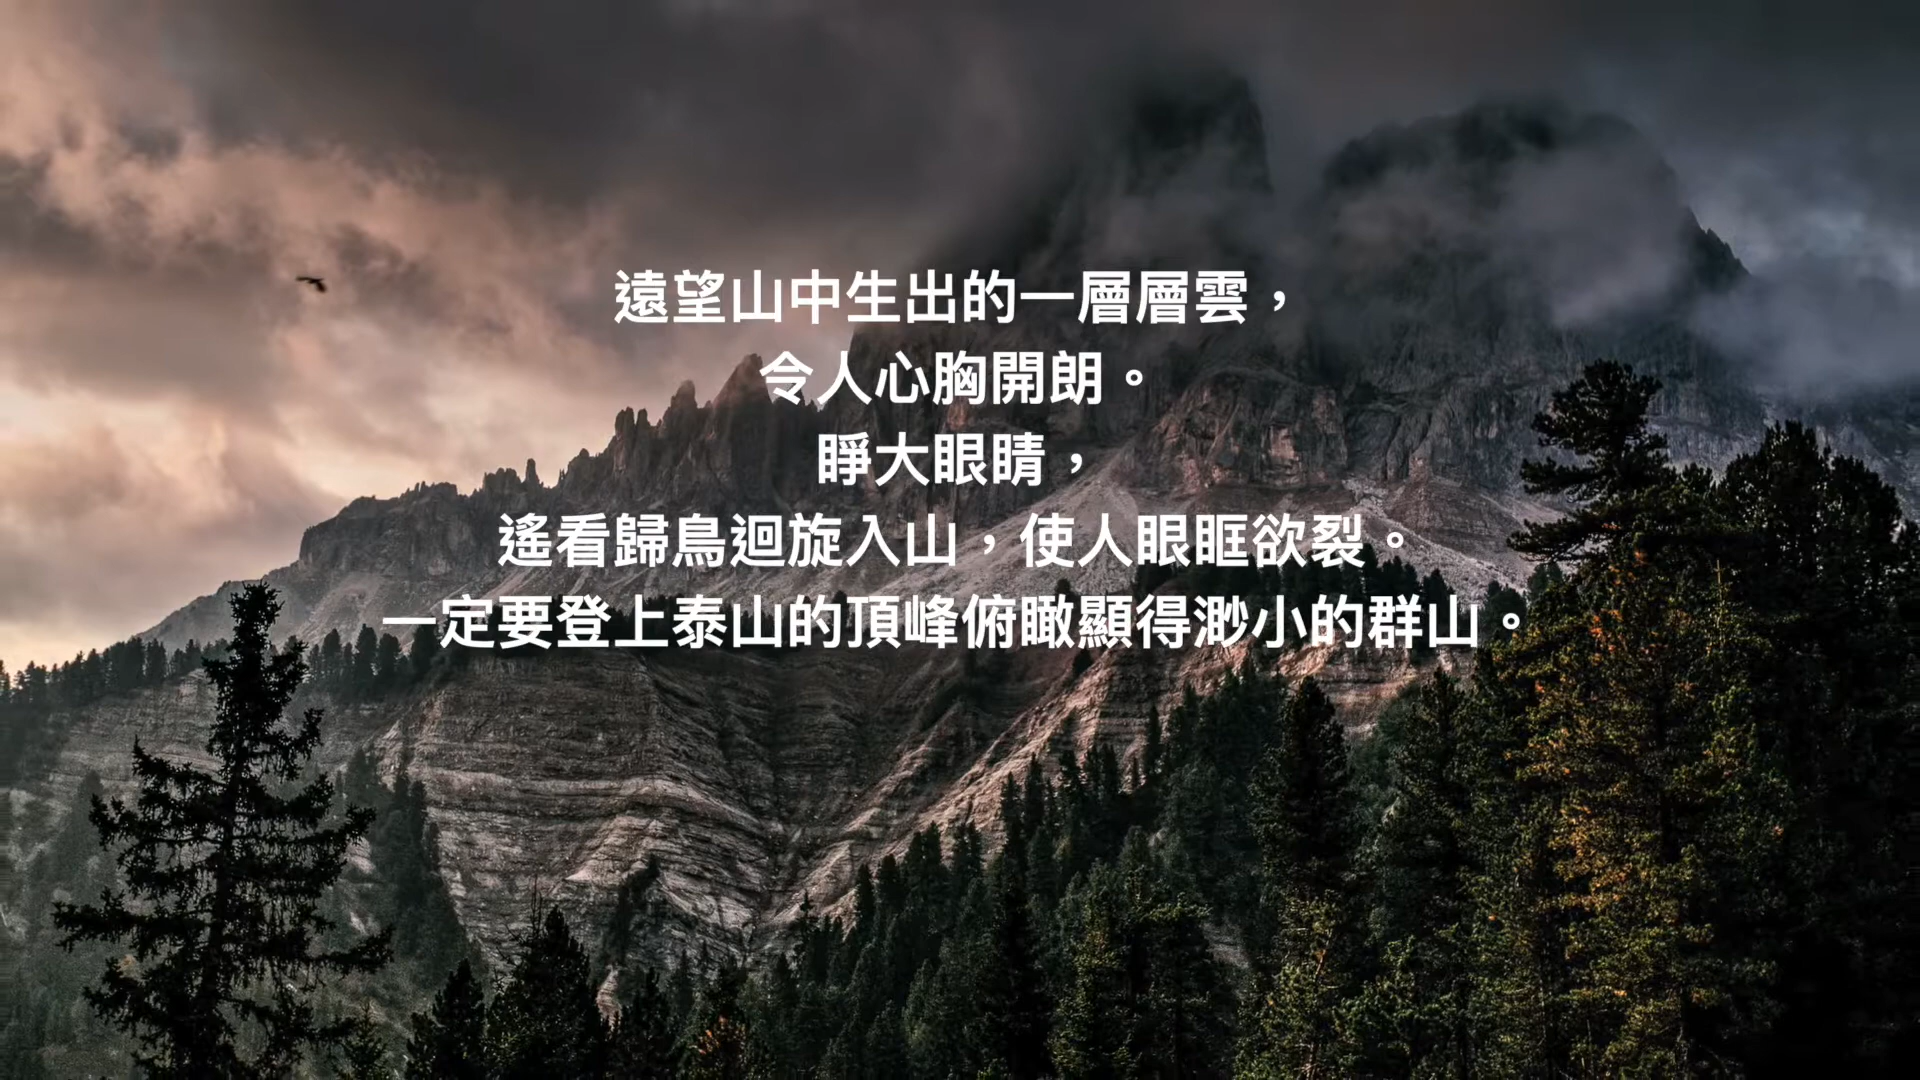 遠望山中生出的一層層雲，
令人心胸開朗。
睜大眼睛，
遙看歸鳥迴旋入山，使人眼眶欲裂。
一定要登上泰山的頂峰俯瞰顯得渺小的群山。